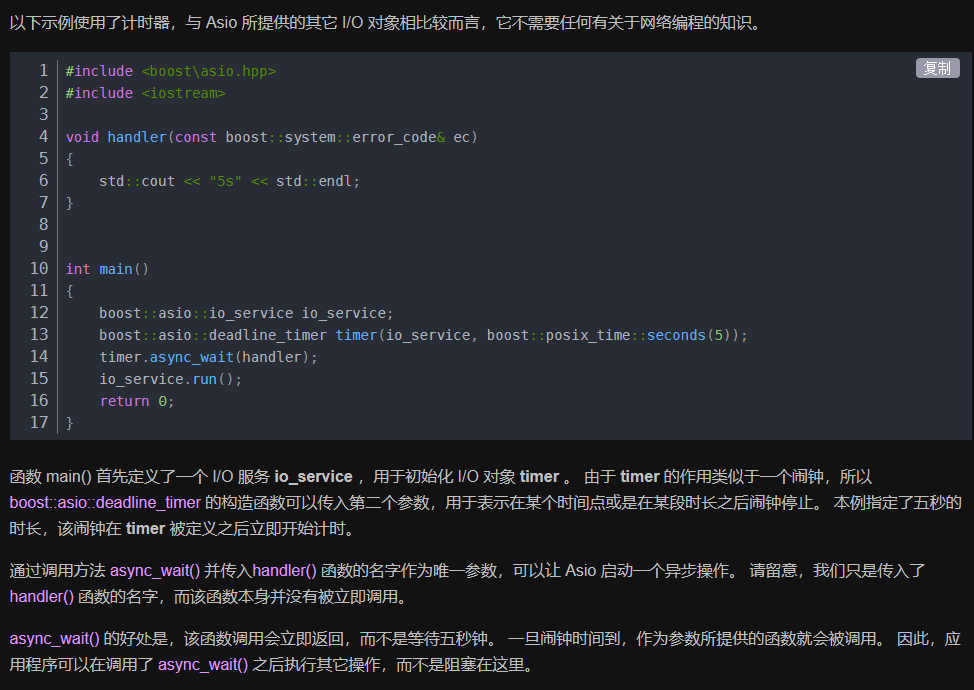 以下示例使用了计时器，与 Asio 所提供的其它 I/O 对象相比较而言，它不需要任何有关于网络编程的知识。
复制
1 #include <boost\asio.hpp>
2 #include <iostream>
3
4 void handler(const boost::system::error_code& ec)
5 {
6     std::cout << "5s" << std::endl;
7 }
8
9
10 int main()
11 {
12     boost::asio::io_service io_service;
13     boost::asio::deadline_timer timer(io_service, boost::posix_time::seconds(5));
14     timer.async_wait(handler);
15     io_service.run();
16     return 0;
17 }
函数 main() 首先定义了一个 I/O 服务 io_service ，用于初始化 I/O 对象 timer 。 由于 timer 的作用类似于一个闹钟，所以
boost::asio::deadline_timer 的构造函数可以传入第二个参数，用于表示在某个时间点或是在某段时长之后闹钟停止。 本例指定了五秒的
时长，该闹钟在 timer 被定义之后立即开始计时。
通过调用方法 async_wait() 并传入handler() 函数的名字作为唯一参数，可以让 Asio 启动一个异步操作。 请留意，我们只是传入了
handler() 函数的名字，而该函数本身并没有被立即调用。
async_wait() 的好处是，该函数调用会立即返回，而不是等待五秒钟。 一旦闹钟时间到，作为参数所提供的函数就会被调用。 因此，应
用程序可以在调用了 async_wait() 之后执行其它操作，而不是阻塞在这里。